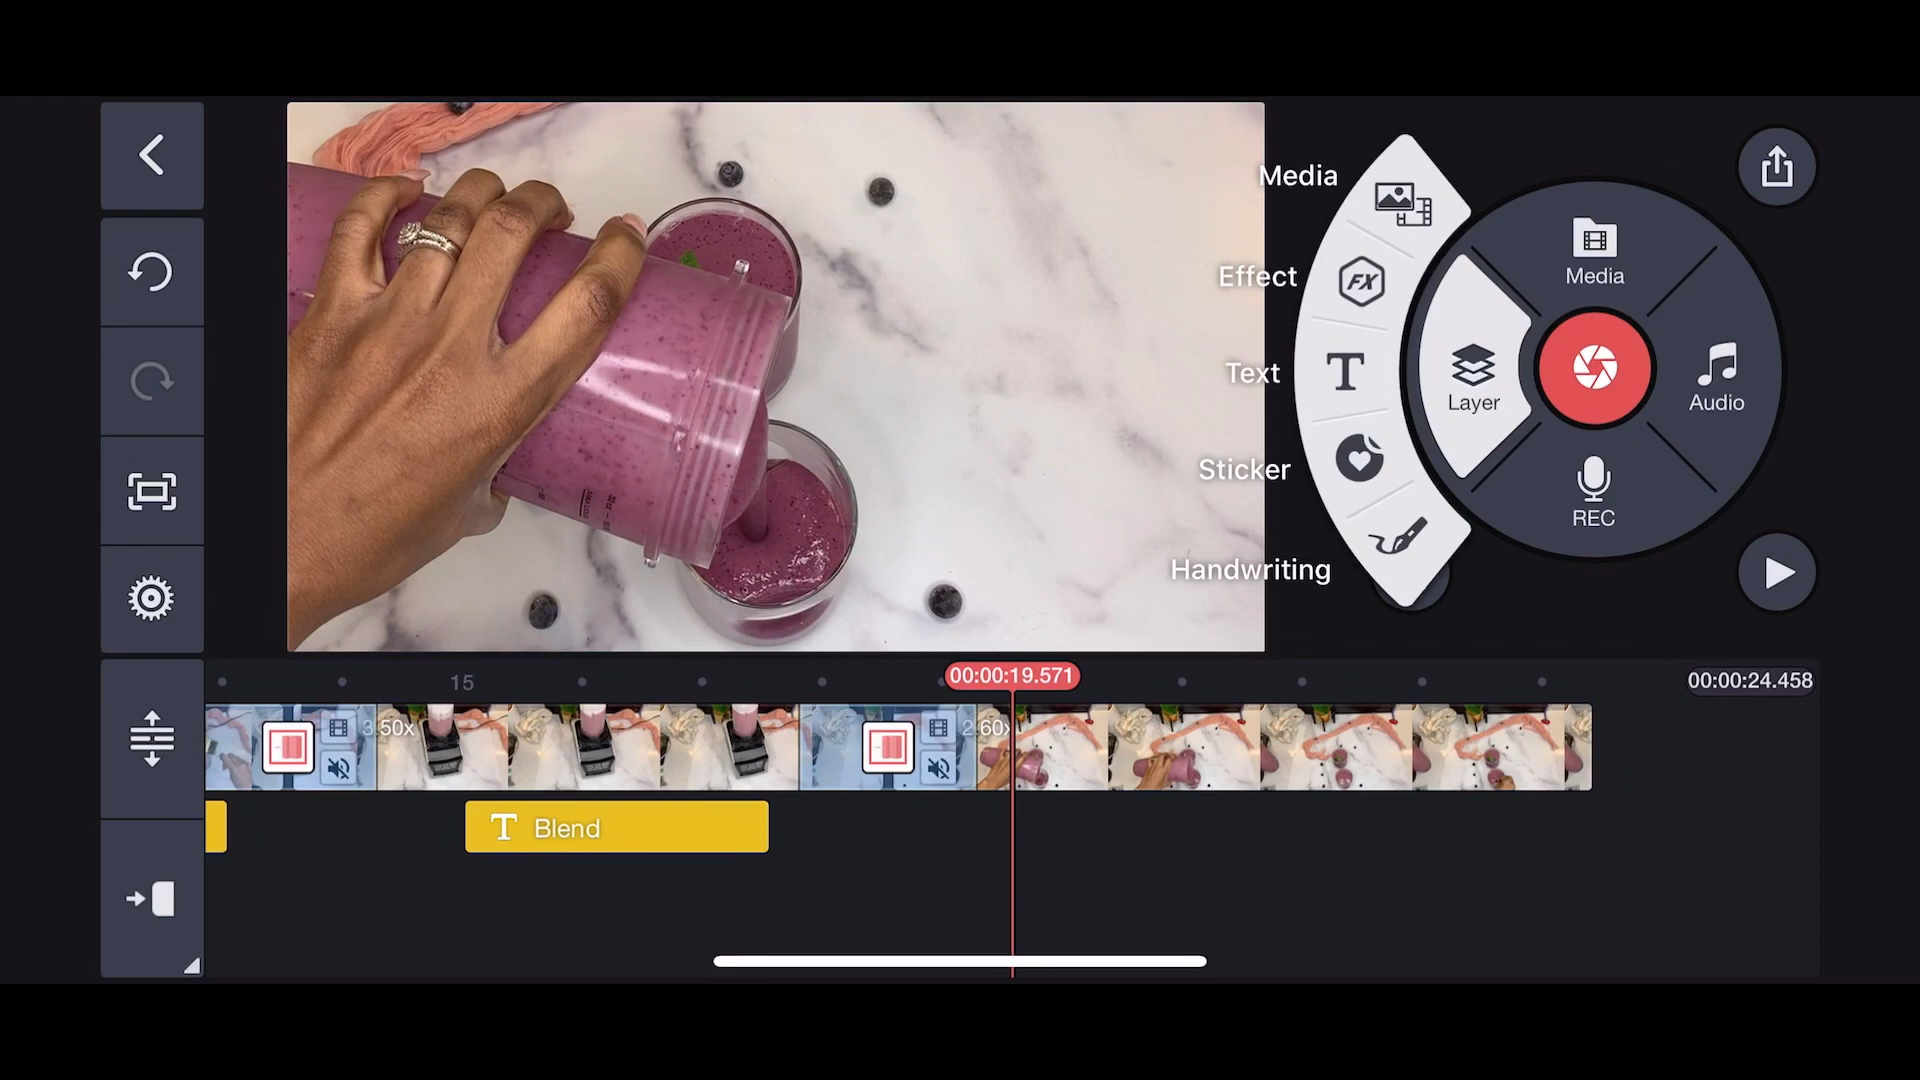 Media
Effect
FX
Text
T
Sticker
Handwriting
Media
Layer
Audio
REC
15
00:00:19.571
00:00:24.458
3.50x
2.60x
T Blend